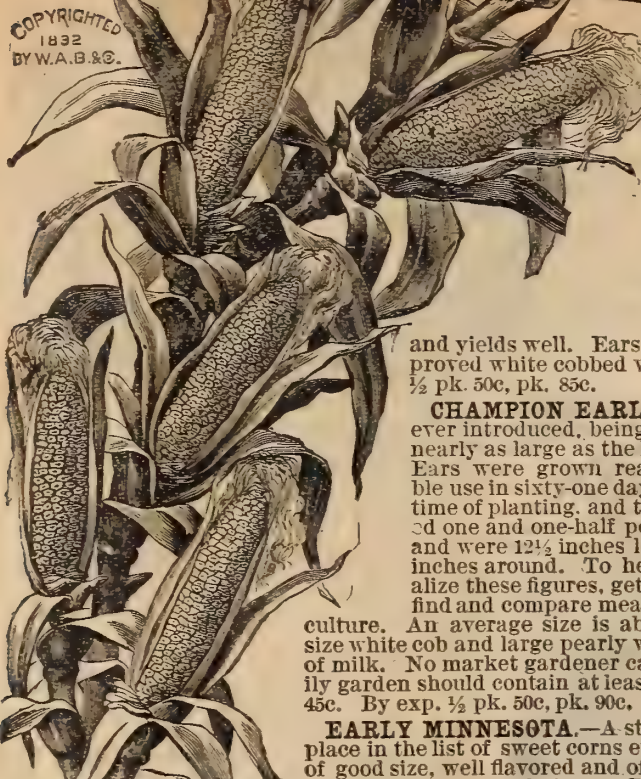 COPYRIGHTED
1832
BY W.A.B.&CO.
and yields well. Ears
proved white cobbed
½ pk. 50c, pk. 85c.
CHAMPION EARL
ever introduced, being
nearly as large as the
Ears were grown rea
ble use in sixty-one day
time of planting. and t
ed one and one-half po
and were 12½ inches l
inches around. To he
alize these figures, get
find and compare mea
culture. An average size is ab
size white cob and large pearly w
of milk. No market gardener ca
ily garden should contain at leas
45c. By exp. ½ pk. 50c, pk. 90c.
EARLY MINNESOTA.—A st
place in the list of sweet corns e
of good size, well flavored and